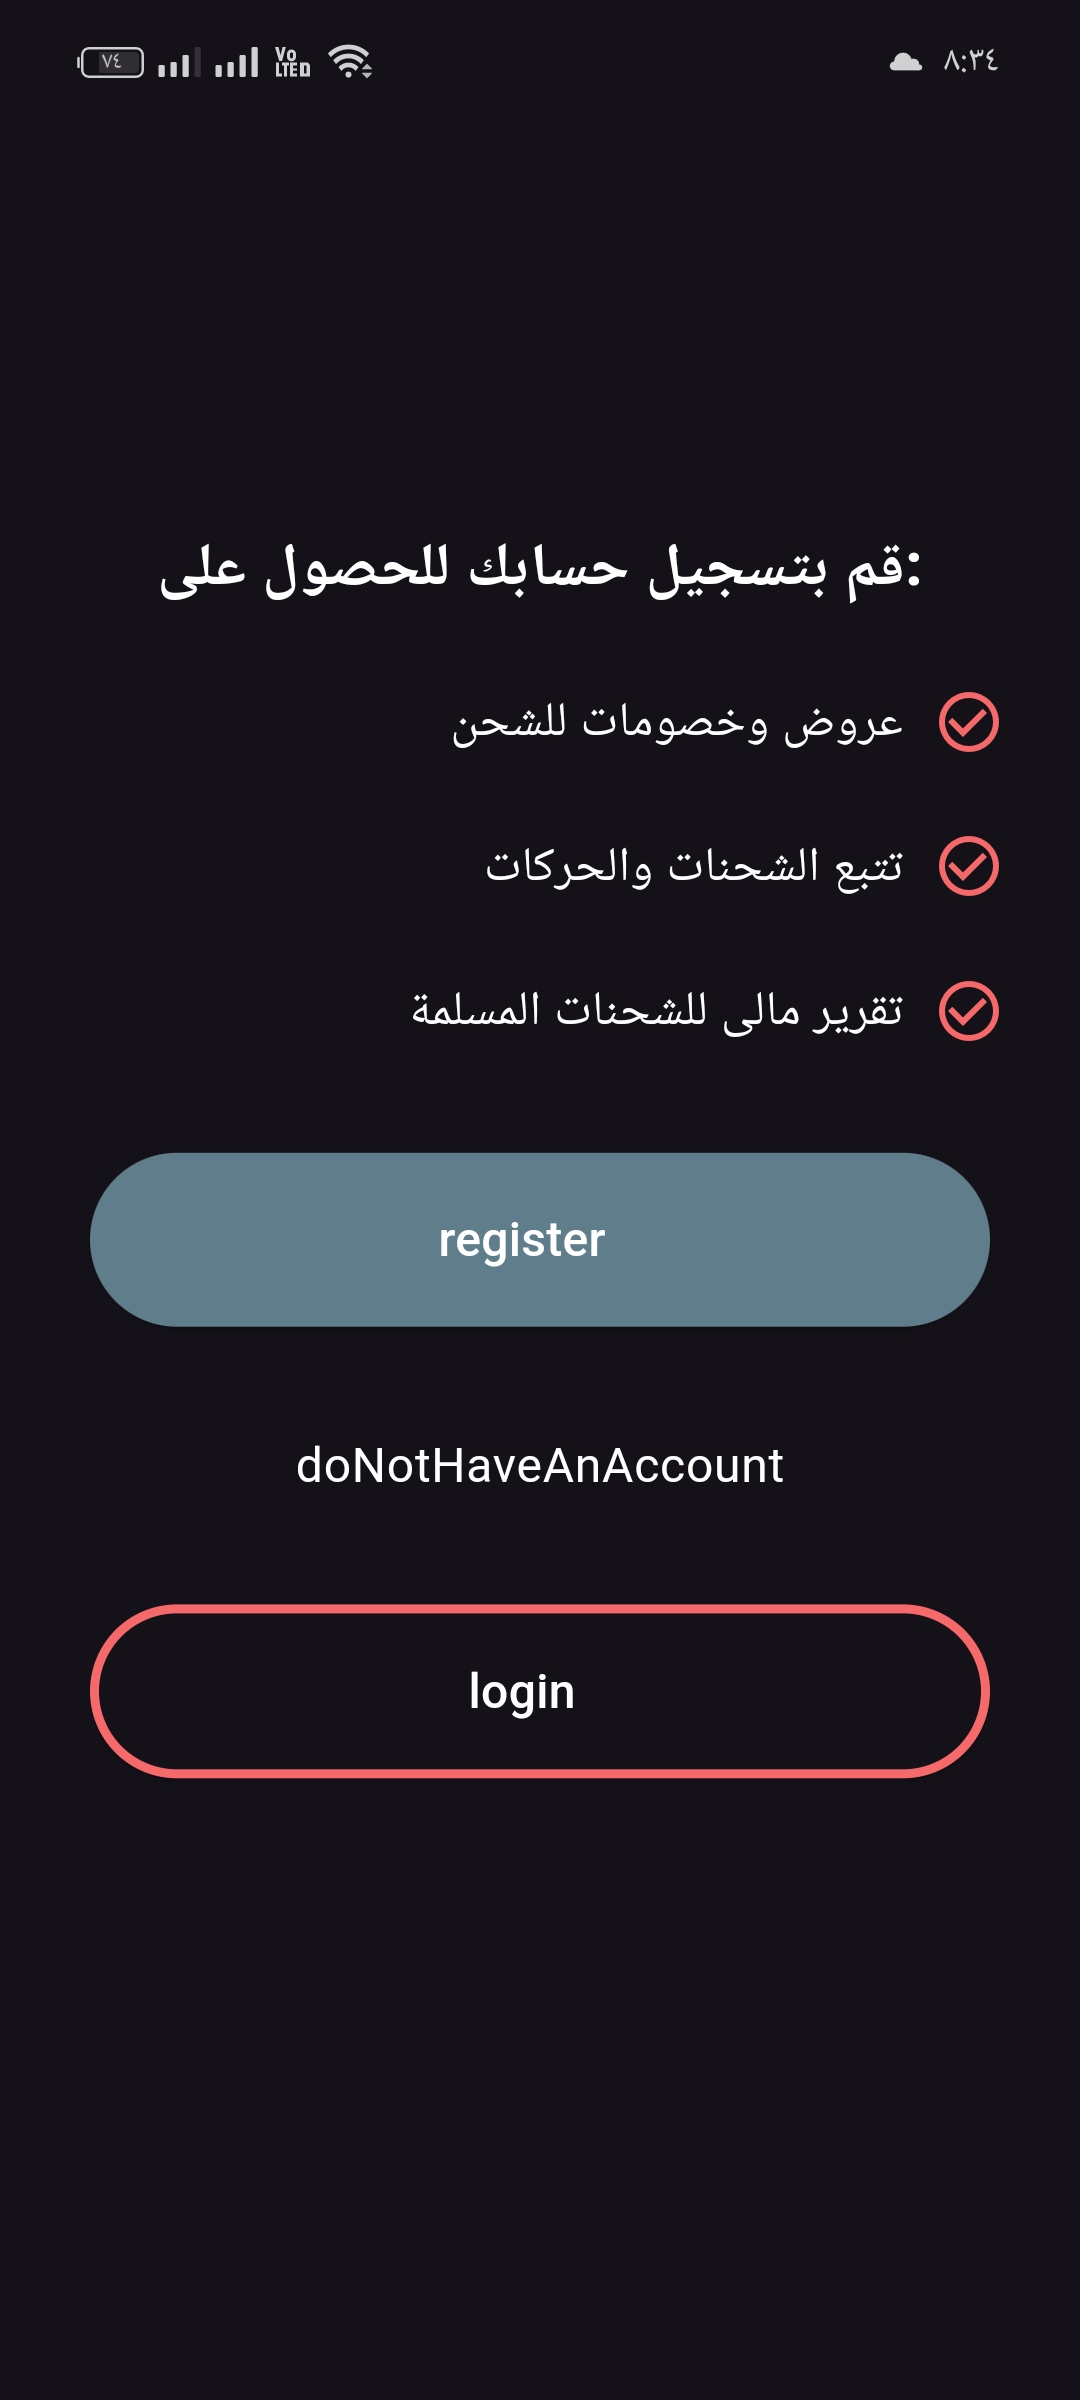 ٧٤
Vo
LTE D
٨:٣٤
:قم بتسجيل حسابك للحصول على
عروض وخصومات للشحن
تتبع الشحنات والحركات
تقرير مالى للشحنات المسلمة
register
doNotHaveAnAccount
login